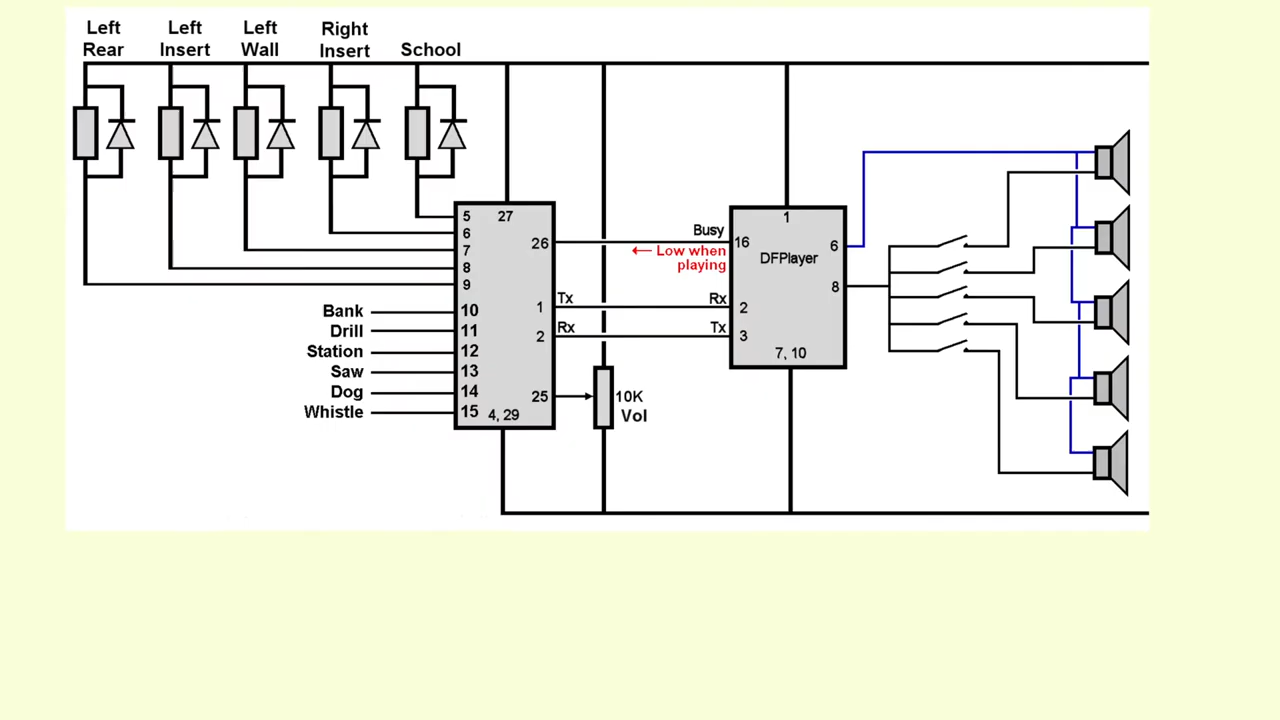 Left
Rear
Left
Insert
Left
Wall
Right
Insert
School
5
27
6
7
8
9
26
Bank
10
Drill
11
Station
12
Saw
13
Dog
14
Whistle
15
4, 29
1
Tx
2
Rx
25
10K
Vol
Busy
← Low when
playing
Rx
Tx
1
16
DFPlayer
6
8
2
3
7, 10